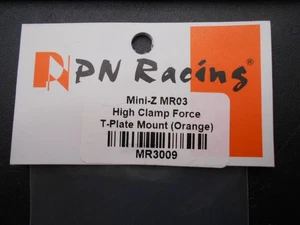 PN Racing®
Mini-Z MR03
High Clamp Force
T-Plate Mount (Orange)
MR3009